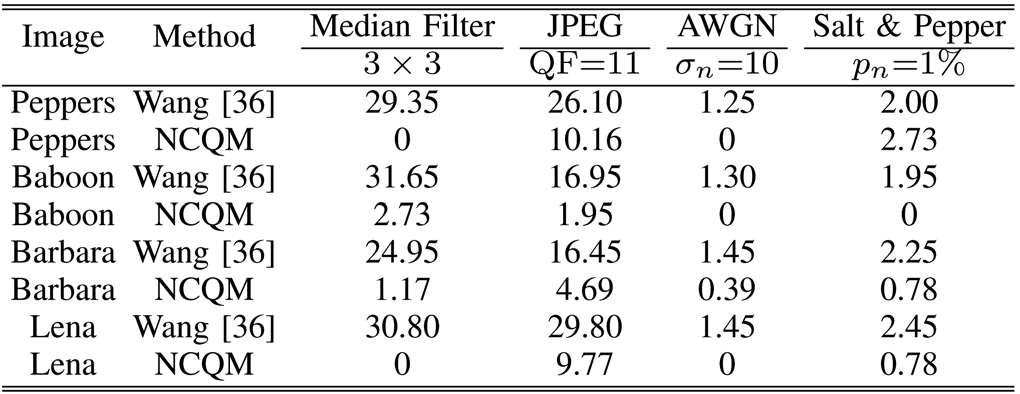 Image Method Median Filter JPEG AWGN Salt & Pepper
3 × 3 QF=11 σn=10 pn=1%
Peppers Wang [36] 29.35 26.10 1.25 2.00
Peppers NCQM 0 10.16 0 2.73
Baboon Wang [36] 31.65 16.95 1.30 1.95
Baboon NCQM 2.73 1.95 0 0
Barbara Wang [36] 24.95 16.45 1.45 2.25
Barbara NCQM 1.17 4.69 0.39 0.78
Lena Wang [36] 30.80 29.80 1.45 2.45
Lena NCQM 0 9.77 0 0.78